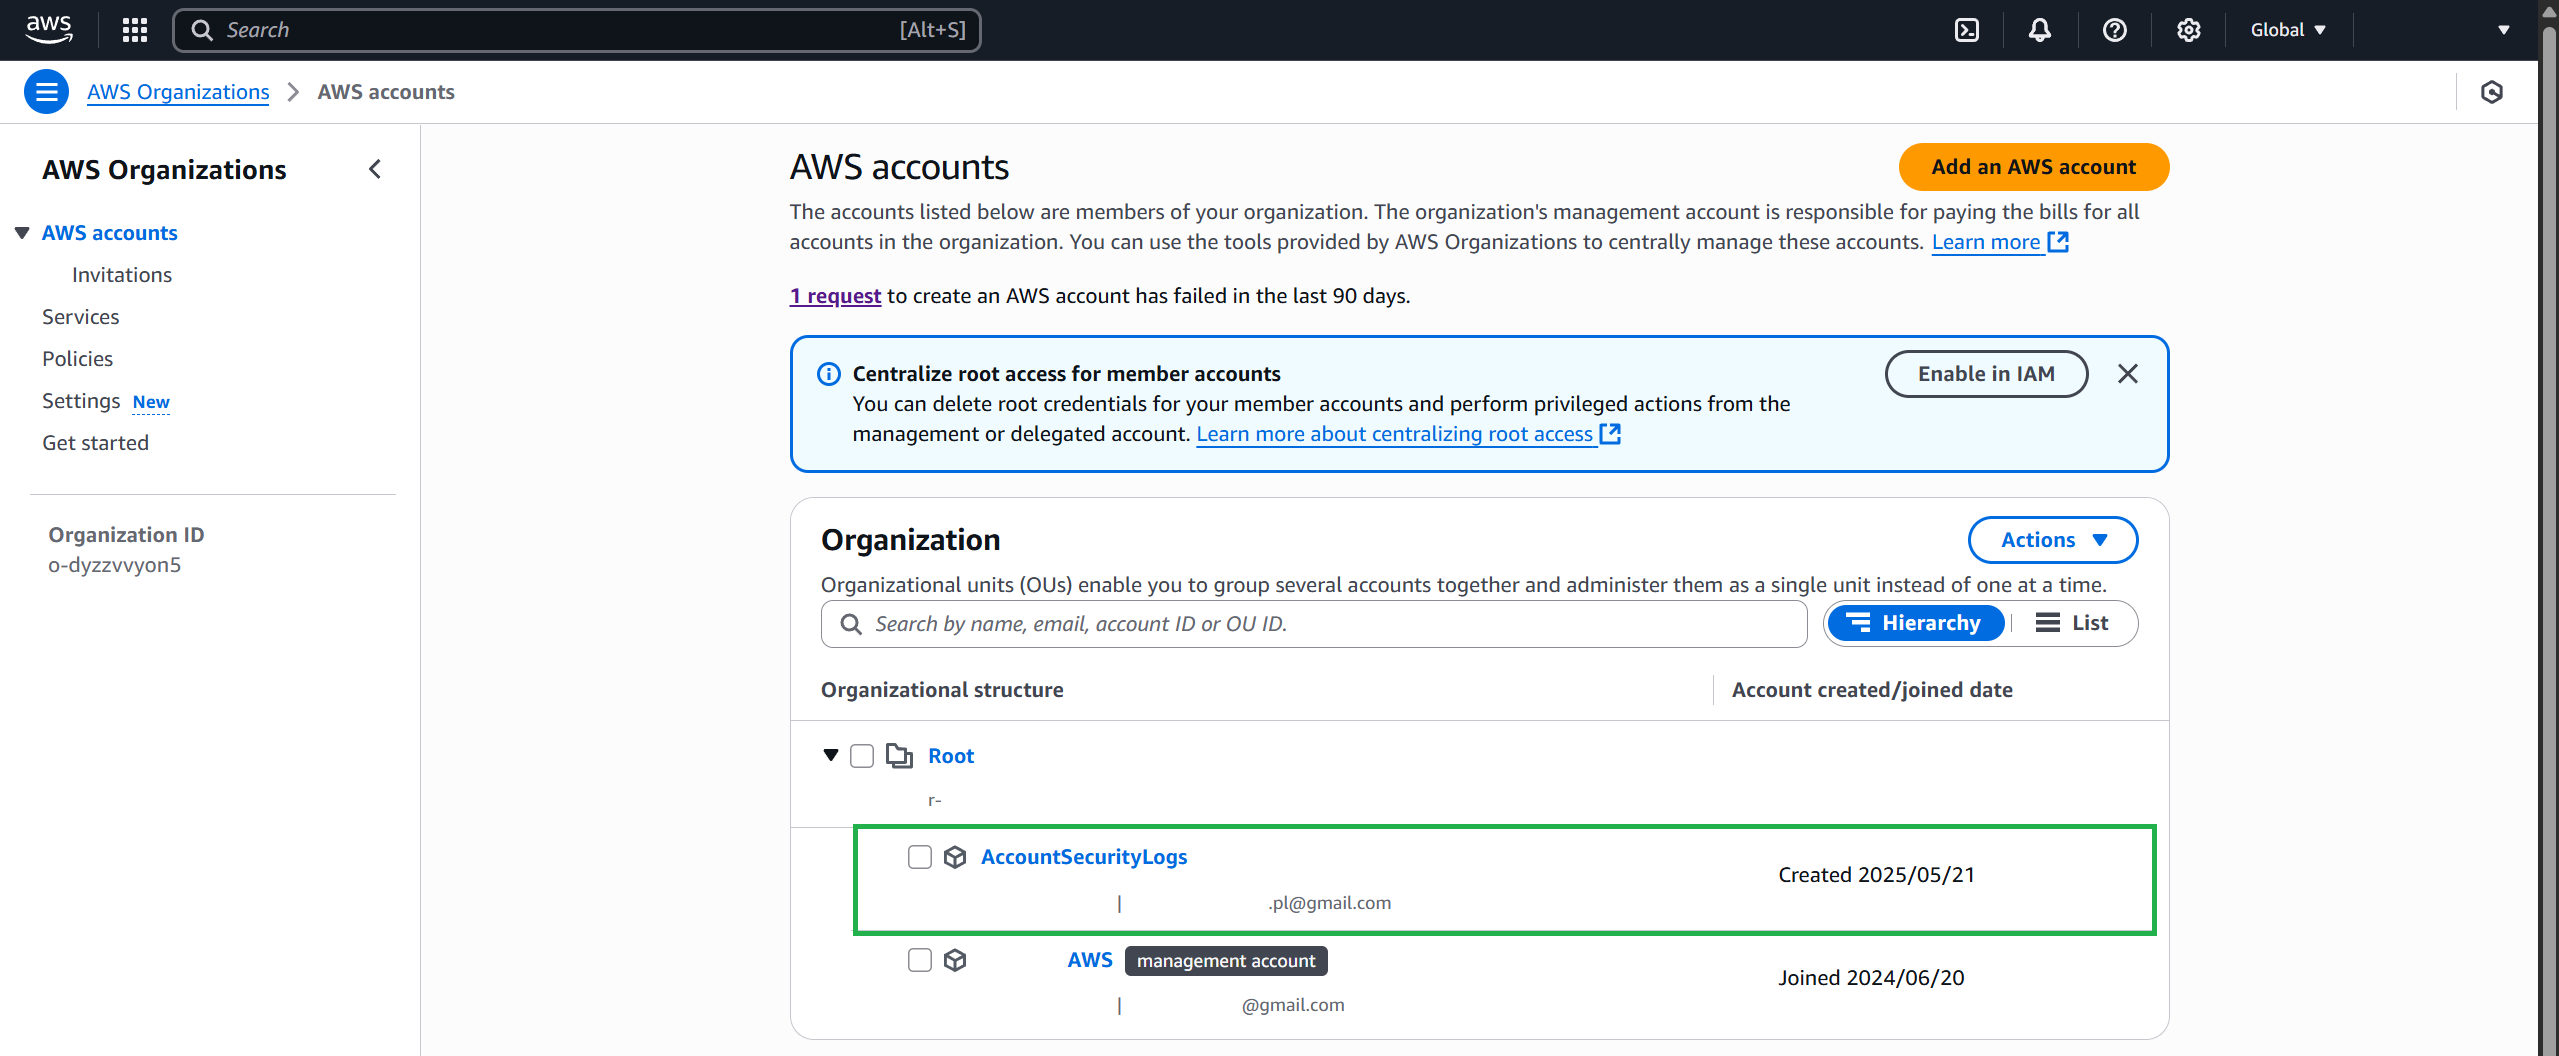 aws
Search [Alt+S]
Global
AWS Organizations > AWS accounts
AWS Organizations
AWS accounts
Invitations
Services
Policies
Settings New
Get started
Organization ID
o-dyzzvvyon5
AWS accounts
Add an AWS account
The accounts listed below are members of your organization. The organization's management account is responsible for paying the bills for all
accounts in the organization. You can use the tools provided by AWS Organizations to centrally manage these accounts. Learn more
1 request to create an AWS account has failed in the last 90 days.
Centralize root access for member accounts
Enable in IAM
You can delete root credentials for your member accounts and perform privileged actions from the
management or delegated account. Learn more about centralizing root access
Organization
Actions
Organizational units (OUs) enable you to group several accounts together and administer them as a single unit instead of one at a time.
Search by name, email, account ID or OU ID.
Hierarchy | List
Organizational structure
Account created/joined date
Root
r-
AccountSecurityLogs
Created 2025/05/21
| .pl@gmail.com
AWS management account
Joined 2024/06/20
| @gmail.com